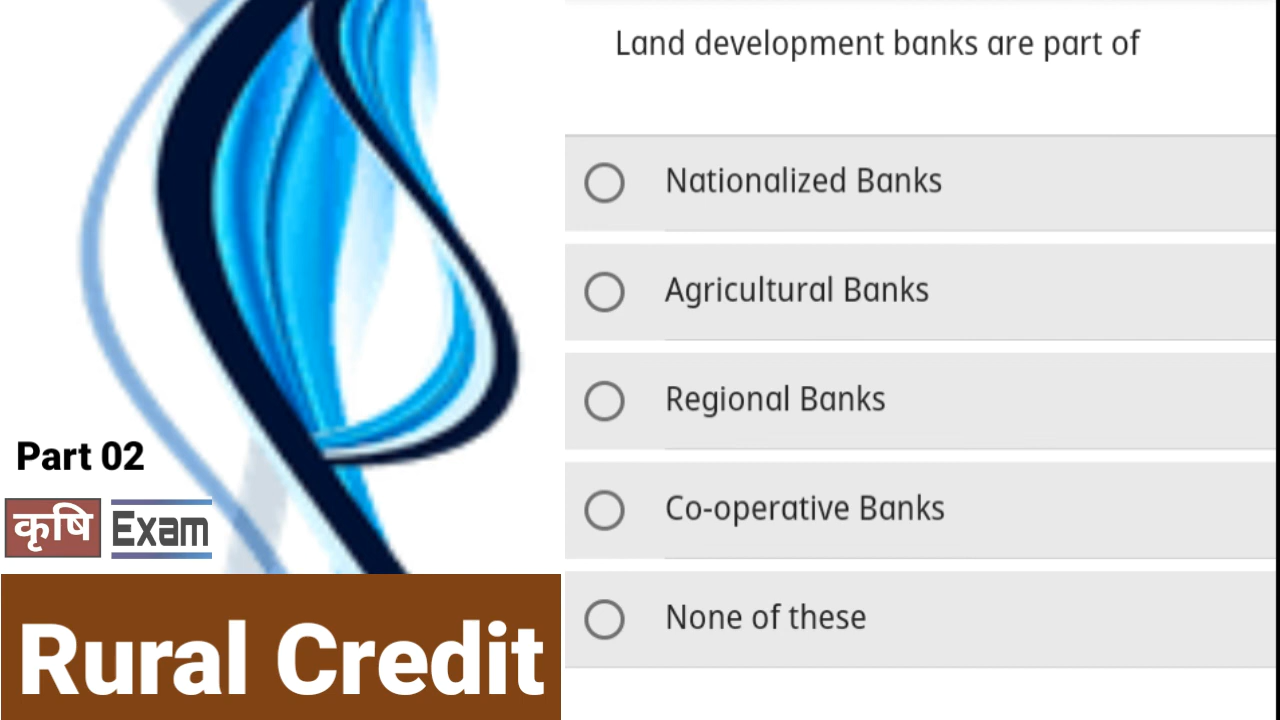 Land development banks are part of
Nationalized Banks
Agricultural Banks
Regional Banks
Co-operative Banks
None of these
Part 02
कृषि Exam
Rural Credit